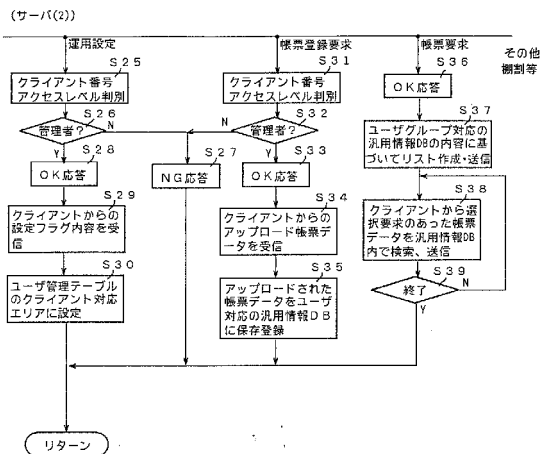 (サーバ(2))
運用設定
帳票登録要求
帳票要求
その他
棚割等
S25
クライアント番号
アクセスレベル判別
S26
管理者?
N
Y
S28
OK応答
S29
クライアントからの
設定フラグ内容を受
信
S30
ユーザ管理テーブル
のクライアント対応
エリアに設定
S27
NG応答
S31
クライアント番号
アクセスレベル判別
S32
管理者?
N
Y
S33
OK応答
S34
クライアントからの
アップロード帳票デ
ータを受信
S35
アップロードされた
帳票データをユーザ
対応の汎用情報DB
に保存登録
S36
OK応答
S37
ユーザグループ対応の
汎用情報DBの内容に基
づいてリスト作成・送信
S38
クライアントから選
択要求のあった帳票
データを汎用情報DB
内で検索、送信
S39
終了
N
Y
リターン